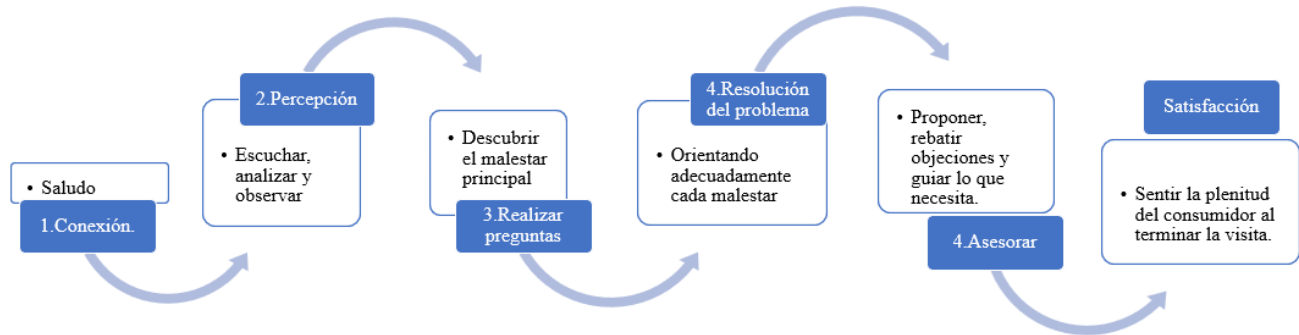 • Saludo
1.Conexión.
2.Percepción
• Escuchar,
analizar y
observar
• Descubrir
el malestar
principal
3.Realizar
preguntas
4.Resolución
del problema
• Orientando
adecuadamente
cada malestar
• Proponer,
rebatir
objeciones y
guiar lo que
necesita.
4.Asesorar
Satisfacción
• Sentir la plenitud
del consumidor al
terminar la visita.